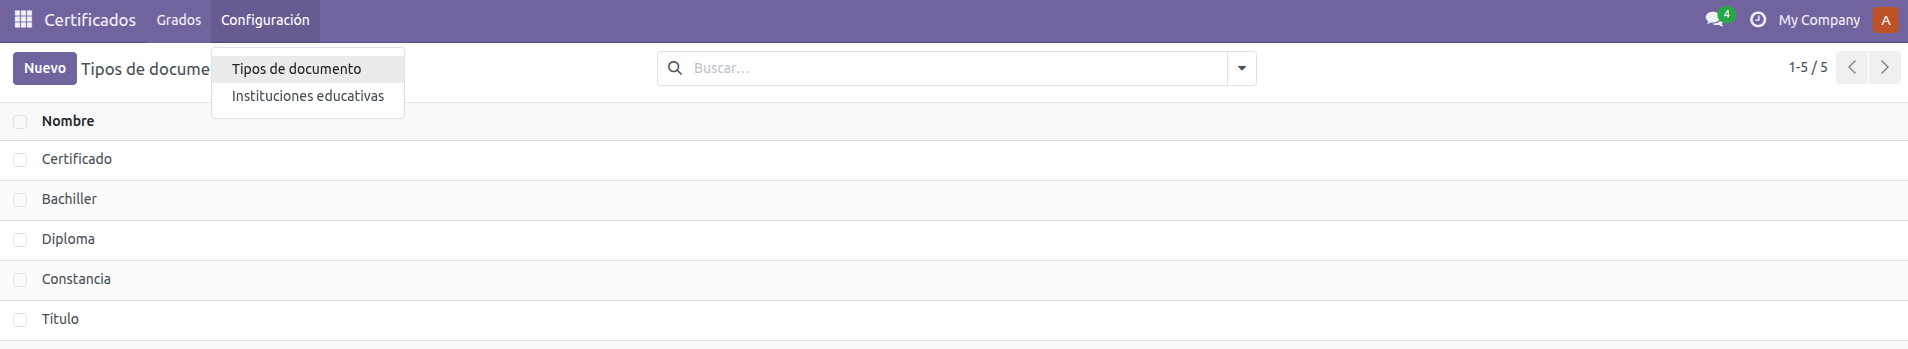 Certificados Grados Configuración 4 My Company A
Nuevo Tipos de docume Buscar... 1-5 / 5
Tipos de documento
Instituciones educativas
Nombre
Certificado
Bachiller
Diploma
Constancia
Título